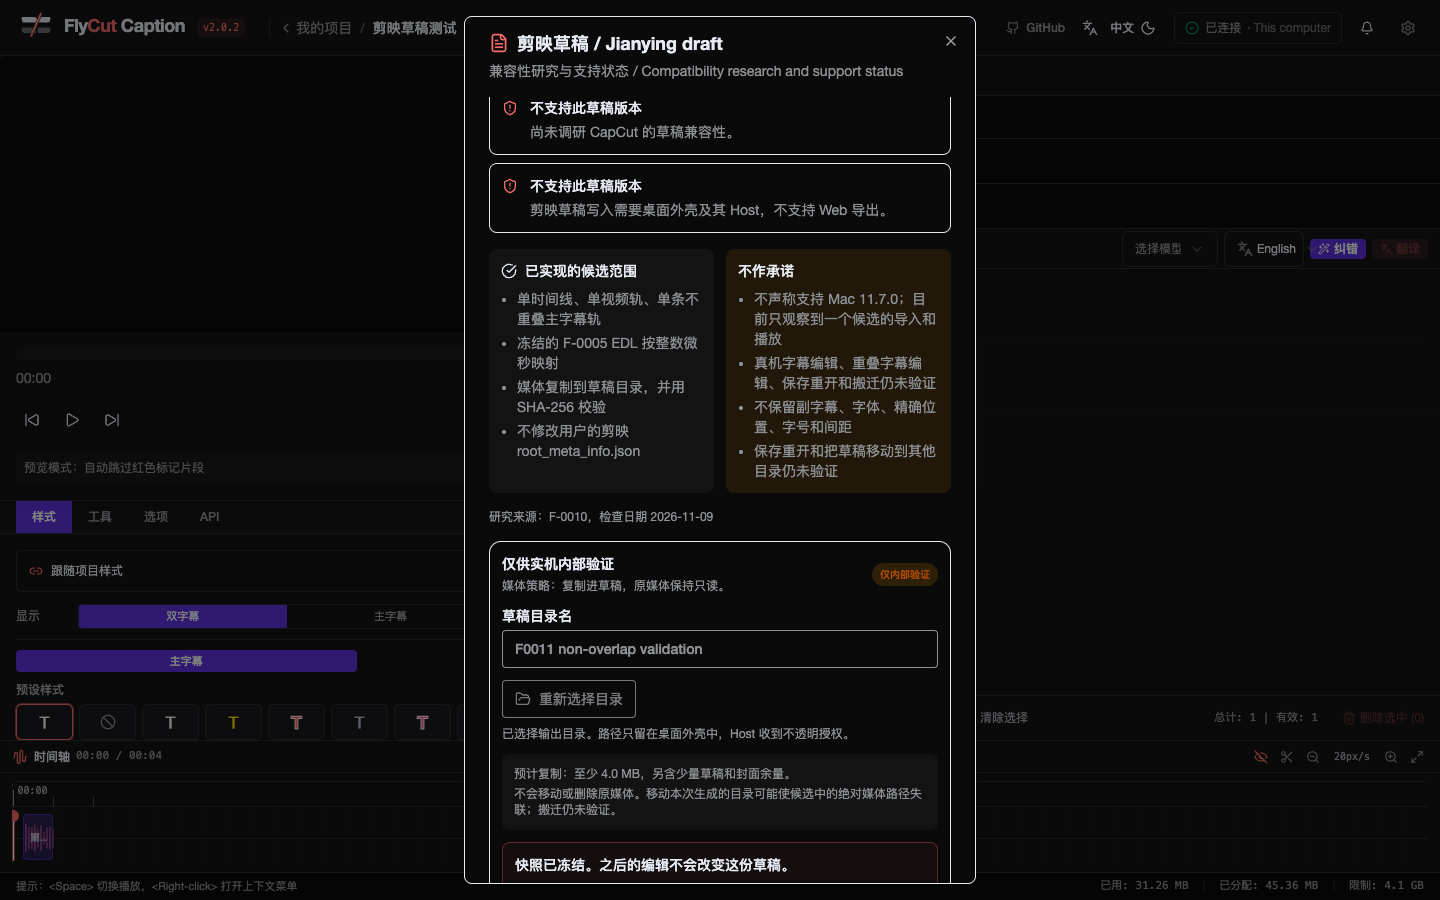 FlyCut Caption v2.0.2 我的项目 / 剪映草稿测试
GitHub 中文 已连接 · This computer
剪映草稿 / Jianying draft
兼容性研究与支持状态 / Compatibility research and support status
不支持此草稿版本
尚未调研 CapCut 的草稿兼容性。
不支持此草稿版本
剪映草稿写入需要桌面外壳及其 Host，不支持 Web 导出。
已实现的候选范围
单时间线、单视频轨、单条不
重叠主字幕轨
冻结的 F-0005 EDL 按整数微
秒映射
媒体复制到草稿目录，并用
SHA-256 校验
不修改用户的剪映
root_meta_info.json
不作承诺
不声称支持 Mac 11.7.0；目
前只观察到一个候选的导入和
播放
真机字幕编辑、重叠字幕编
辑、保存重开和搬迁仍未验证
不保留副字幕、字体、精确位
置、字号和间距
保存重开和把草稿移动到其他
目录仍未验证
研究来源：F-0010，检查日期 2026-11-09
仅供实机内部验证
仅内部验证
媒体策略：复制进草稿，原媒体保持只读。
草稿目录名
F0011 non-overlap validation
重新选择目录
已选择输出目录。路径只留在桌面外壳中，Host 收到不透明授权。
预计复制：至少 4.0 MB，另含少量草稿和封面余量。
不会移动或删除原媒体。移动本次生成的目录可能使候选中的绝对媒体路径失
联；搬迁仍未验证。
快照已冻结。之后的编辑不会改变这份草稿。
选择模型 English 纠错 翻译
00:00
预览模式：自动跳过红色标记片段
样式 工具 选项 API
跟随项目样式
显示 双字幕 主字幕
主字幕
预设样式
T T T T T T
清除选择 总计: 1 | 有效: 1 删除选中 (0)
时间轴 00:00 / 00:04
20px/s
00:00
提示：<Space> 切换播放，<Right-click> 打开上下文菜单
已用: 31.26 MB 已分配: 45.36 MB 限制: 4.1 GB